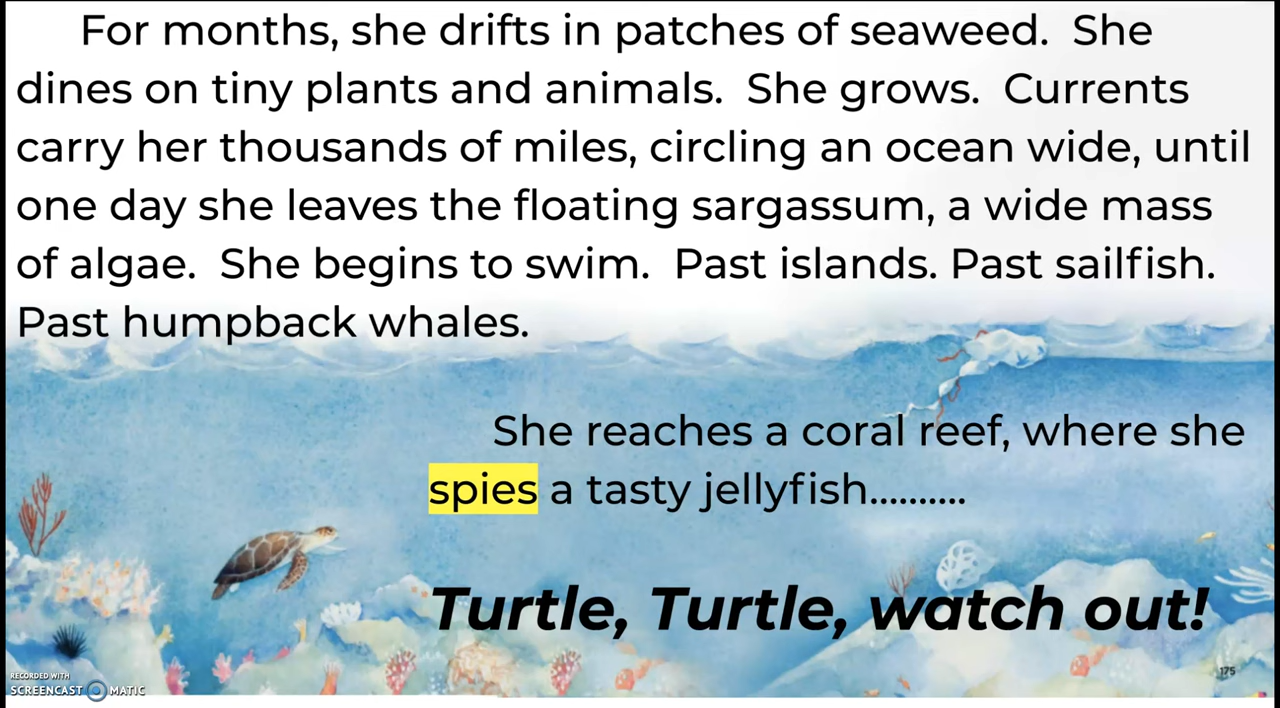 For months, she drifts in patches of seaweed.  She
dines on tiny plants and animals.  She grows.  Currents
carry her thousands of miles, circling an ocean wide, until
one day she leaves the floating sargassum, a wide mass
of algae.  She begins to swim.  Past islands. Past sailfish.
Past humpback whales.
She reaches a coral reef, where she
spies a tasty jellyfish..........
Turtle, Turtle, watch out!
175
RECORDED WITH
SCREENCAST MATIC